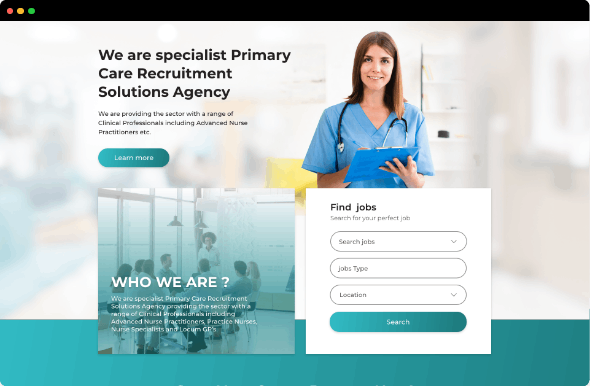 We are specialist Primary
Care Recruitment
Solutions Agency
We are providing the sector with a range of
Clinical Professionals including Advanced Nurse
Practitioners etc.
Learn more
WHO WE ARE ?
We are specialist Primary Care Recruitment
Solutions Agency providing the sector with a
range of Clinical Professionals including
Advanced Nurse Practitioners, Practice Nurses,
Nurse Specialists and Locum GP's
Find jobs
Search for your perfect job
Search jobs
jobs Type
Location
Search